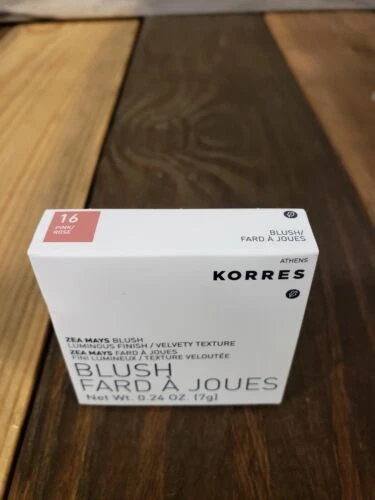 16
PINK/
ROSE
BLUSH/
FARD À JOUES
ATHENS
KORRES
ZEA MAYS BLUSH
LUMINOUS FINISH / VELVETY TEXTURE
ZEA MAYS FARD À JOUES
FINI LUMINEUX / TEXTURE VELOUTÉE
BLUSH
FARD À JOUES
Net Wt. 0.24 OZ. (7g)